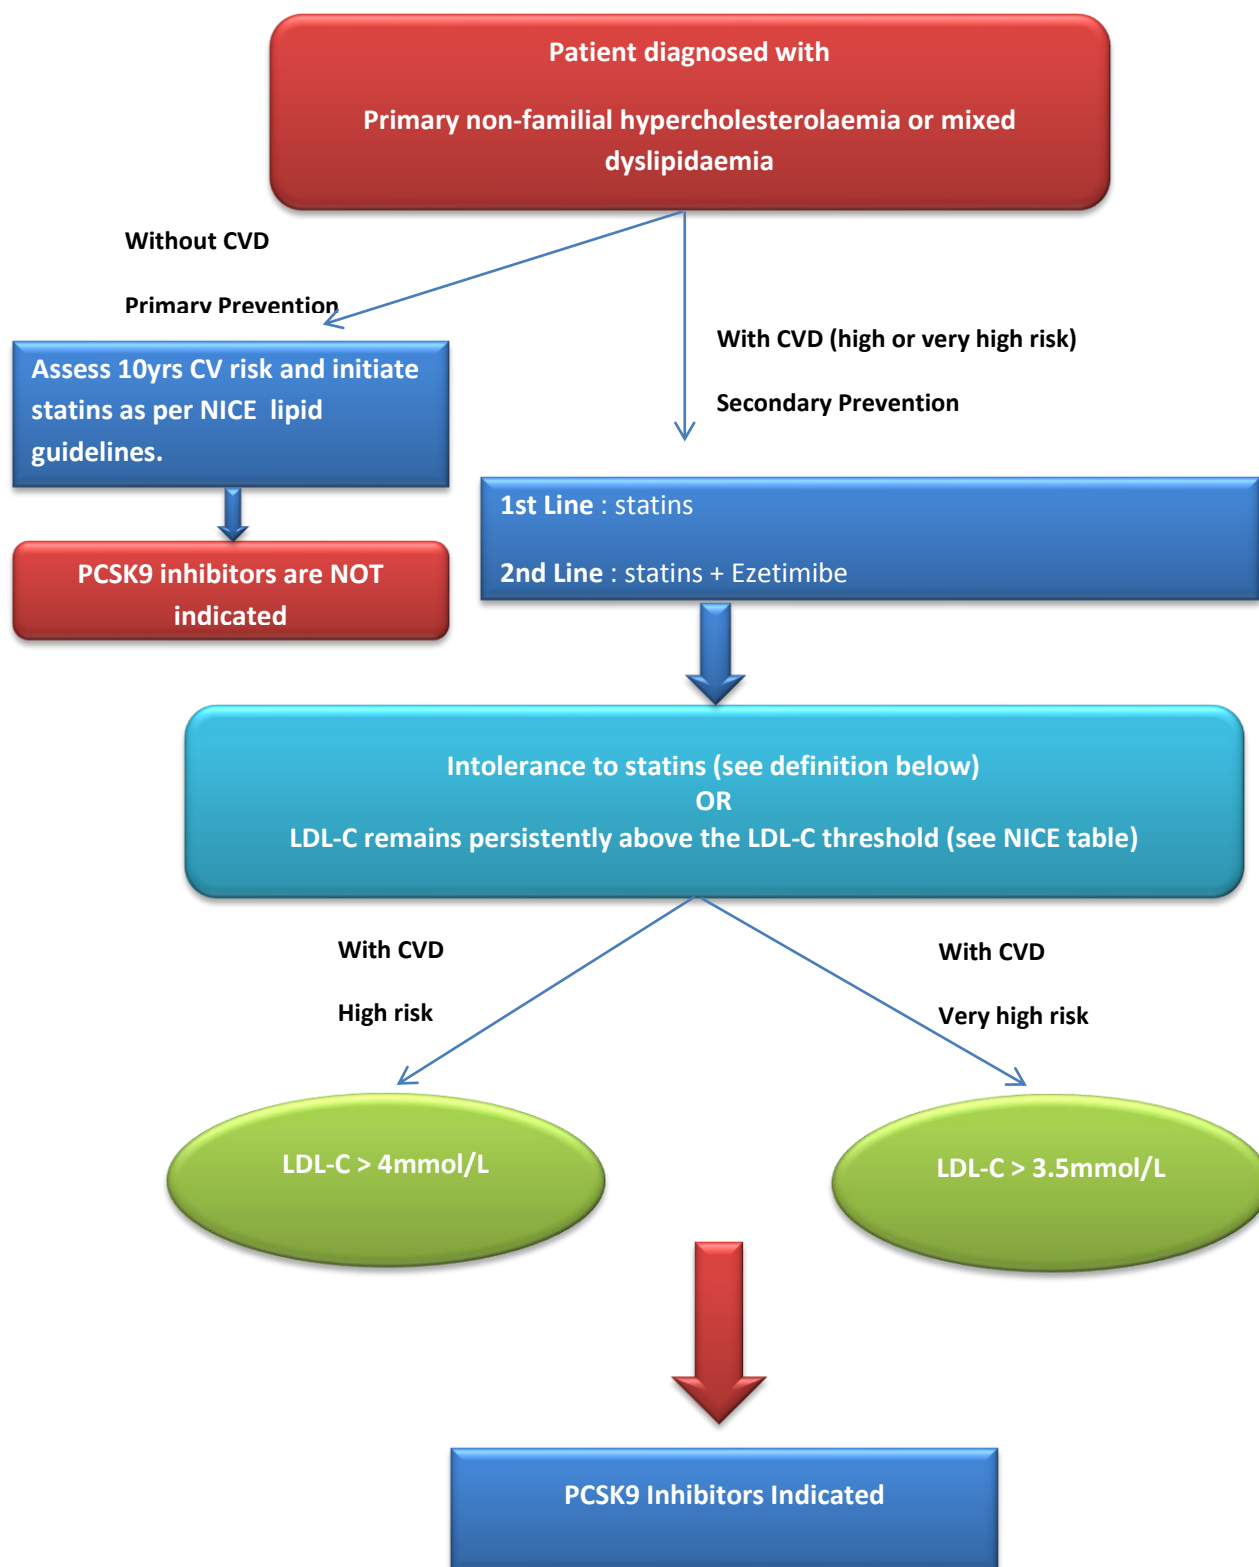 Patient diagnosed with
Primary non-familial hypercholesterolaemia or mixed
dyslipidaemia
Without CVD
Primary Prevention
Assess 10yrs CV risk and initiate
statins as per NICE lipid
guidelines.
PCSK9 inhibitors are NOT
indicated
With CVD (high or very high risk)
Secondary Prevention
1st Line : statins
2nd Line : statins + Ezetimibe
Intolerance to statins (see definition below)
OR
LDL-C remains persistently above the LDL-C threshold (see NICE table)
With CVD
High risk
With CVD
Very high risk
LDL-C > 4mmol/L
LDL-C > 3.5mmol/L
PCSK9 Inhibitors Indicated